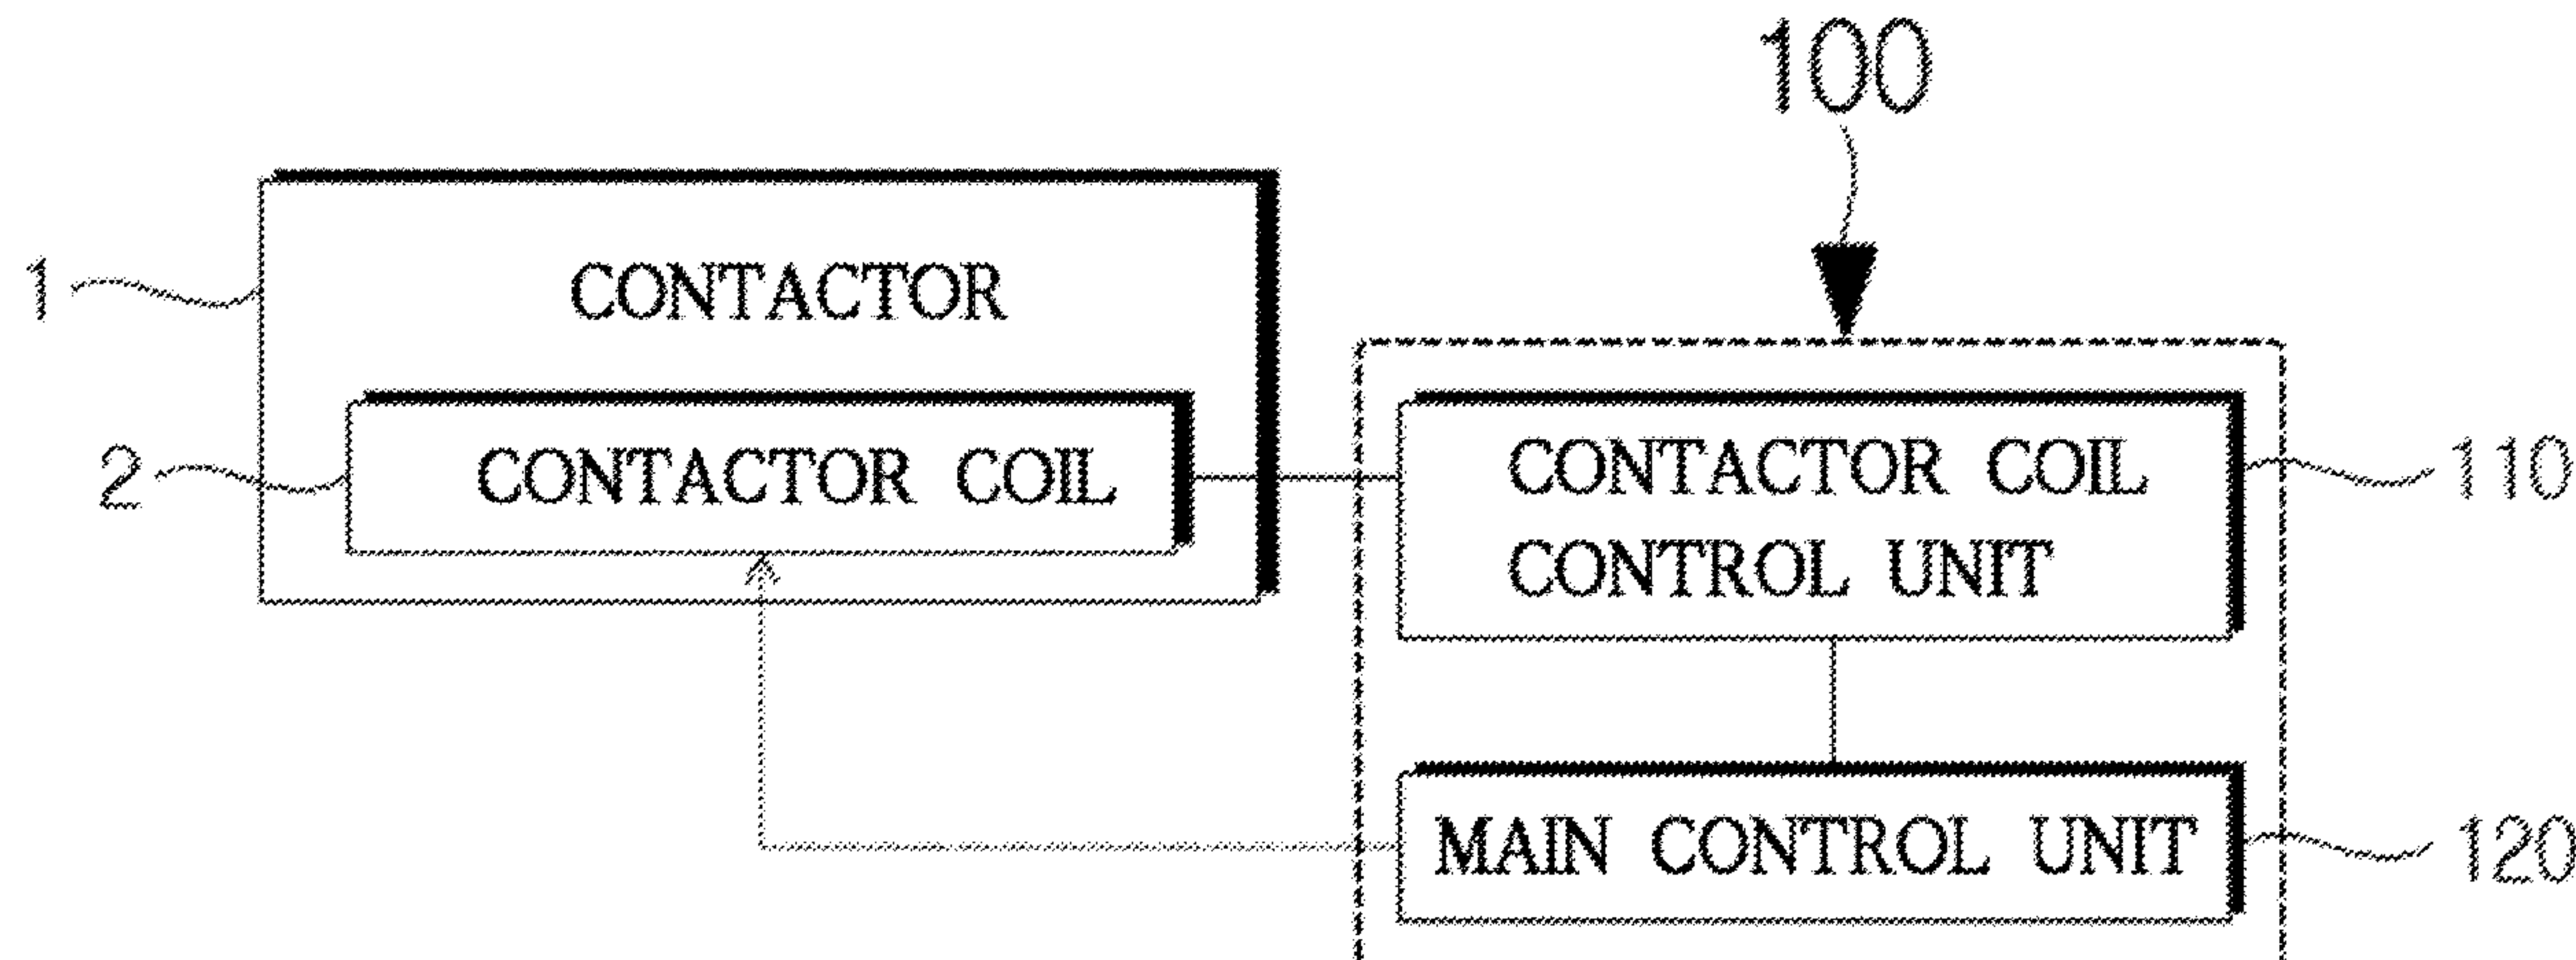 100
1
CONTACTOR
2
CONTACTOR COIL
CONTACTOR COIL
CONTROL UNIT
110
MAIN CONTROL UNIT
120